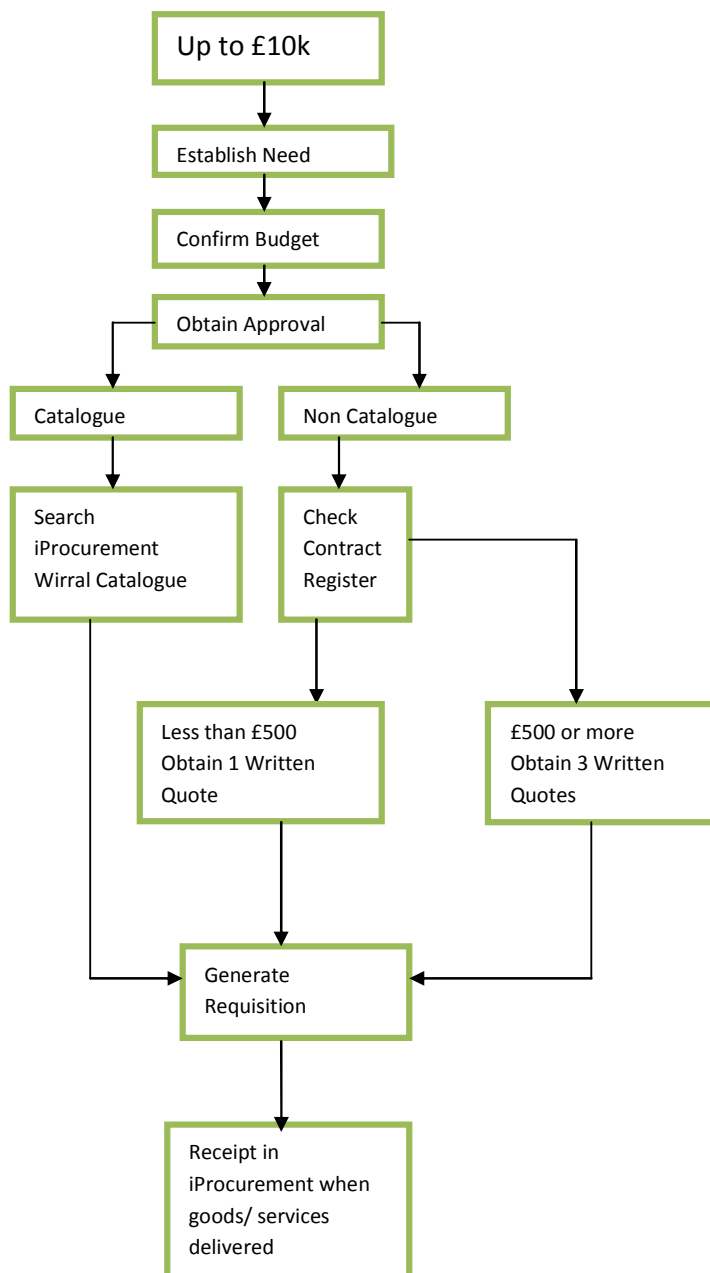 Up to £10k
Establish Need
Confirm Budget
Obtain Approval
Catalogue
Non Catalogue
Search
iProcurement
Wirral Catalogue
Check
Contract
Register
Less than £500
Obtain 1 Written
Quote
£500 or more
Obtain 3 Written
Quotes
Generate
Requisition
Receipt in
iProcurement when
goods/ services
delivered